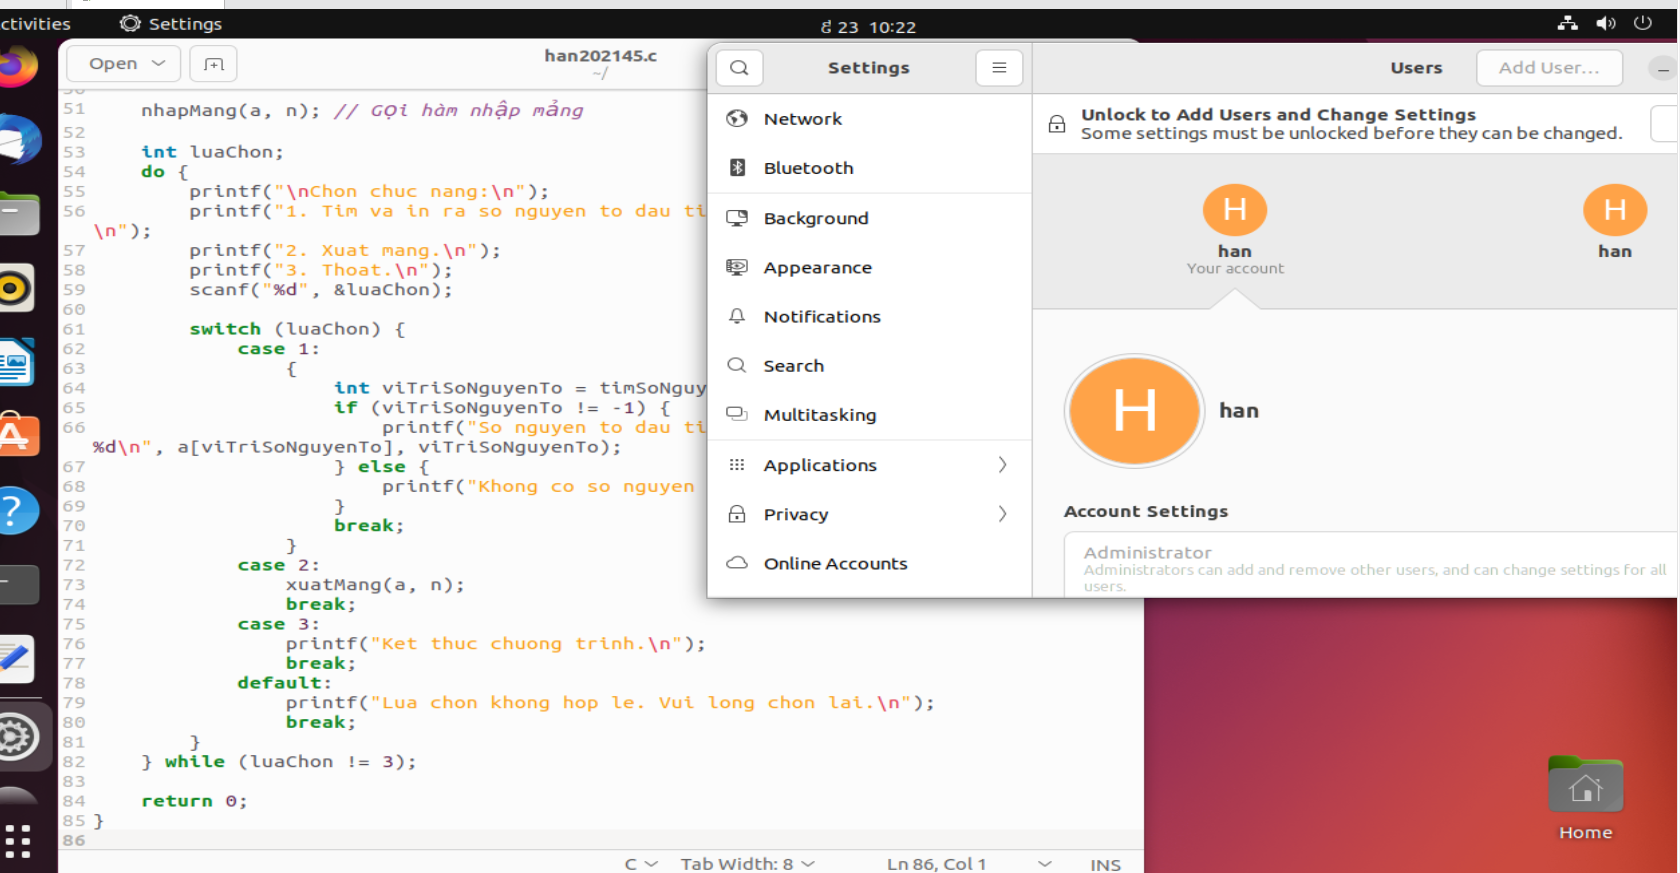 ctivities
Settings
ຍ 23 10:22
Open
han202145.c
~/
51 nhapMang(a, n); // Gọi hàm nhập mảng
52
53 int luaChon;
54 do {
55 printf("\nChon chuc nang:\n");
56 printf("1. Tim va in ra so nguyen to dau ti
\n");
57 printf("2. Xuat mang.\n");
58 printf("3. Thoat.\n");
59 scanf("%d", &luaChon);
60
61 switch (luaChon) {
62 case 1:
63 {
64 int viTriSoNguyenTo = timSoNguy
65 if (viTriSoNguyenTo != -1) {
66 printf("So nguyen to dau ti
%d\n", a[viTriSoNguyenTo], viTriSoNguyenTo);
67 } else {
68 printf("Khong co so nguyen
69 }
70 break;
71 }
72 case 2:
73 xuatMang(a, n);
74 break;
75 case 3:
76 printf("Ket thuc chuong trinh.\n");
77 break;
78 default:
79 printf("Lua chon khong hop le. Vui long chon lai.\n");
80 break;
81 }
82 } while (luaChon != 3);
83
84 return 0;
85 }
86
C
Tab Width: 8
Ln 86, Col 1
INS
Settings
Network
Bluetooth
Background
Appearance
Notifications
Search
Multitasking
Applications
Privacy
Online Accounts
Users
Add User...
Unlock to Add Users and Change Settings
Some settings must be unlocked before they can be changed.
H
han
Your account
H
han
H
han
Account Settings
Administrator
Administrators can add and remove other users, and can change settings for all
users.
Home